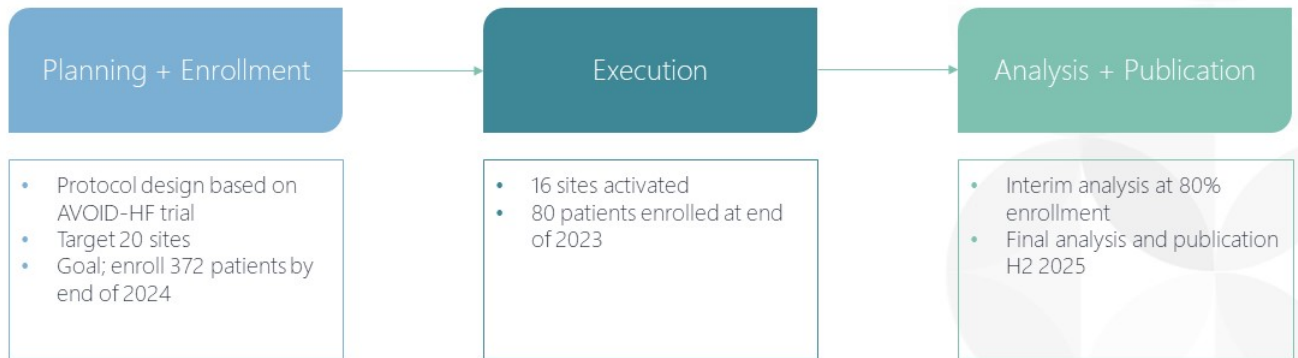 Planning + Enrollment
• Protocol design based on
AVOID-HF trial
• Target 20 sites
• Goal; enroll 372 patients by
end of 2024
Execution
• 16 sites activated
• 80 patients enrolled at end
of 2023
Analysis + Publication
• Interim analysis at 80%
enrollment
• Final analysis and publication
H2 2025